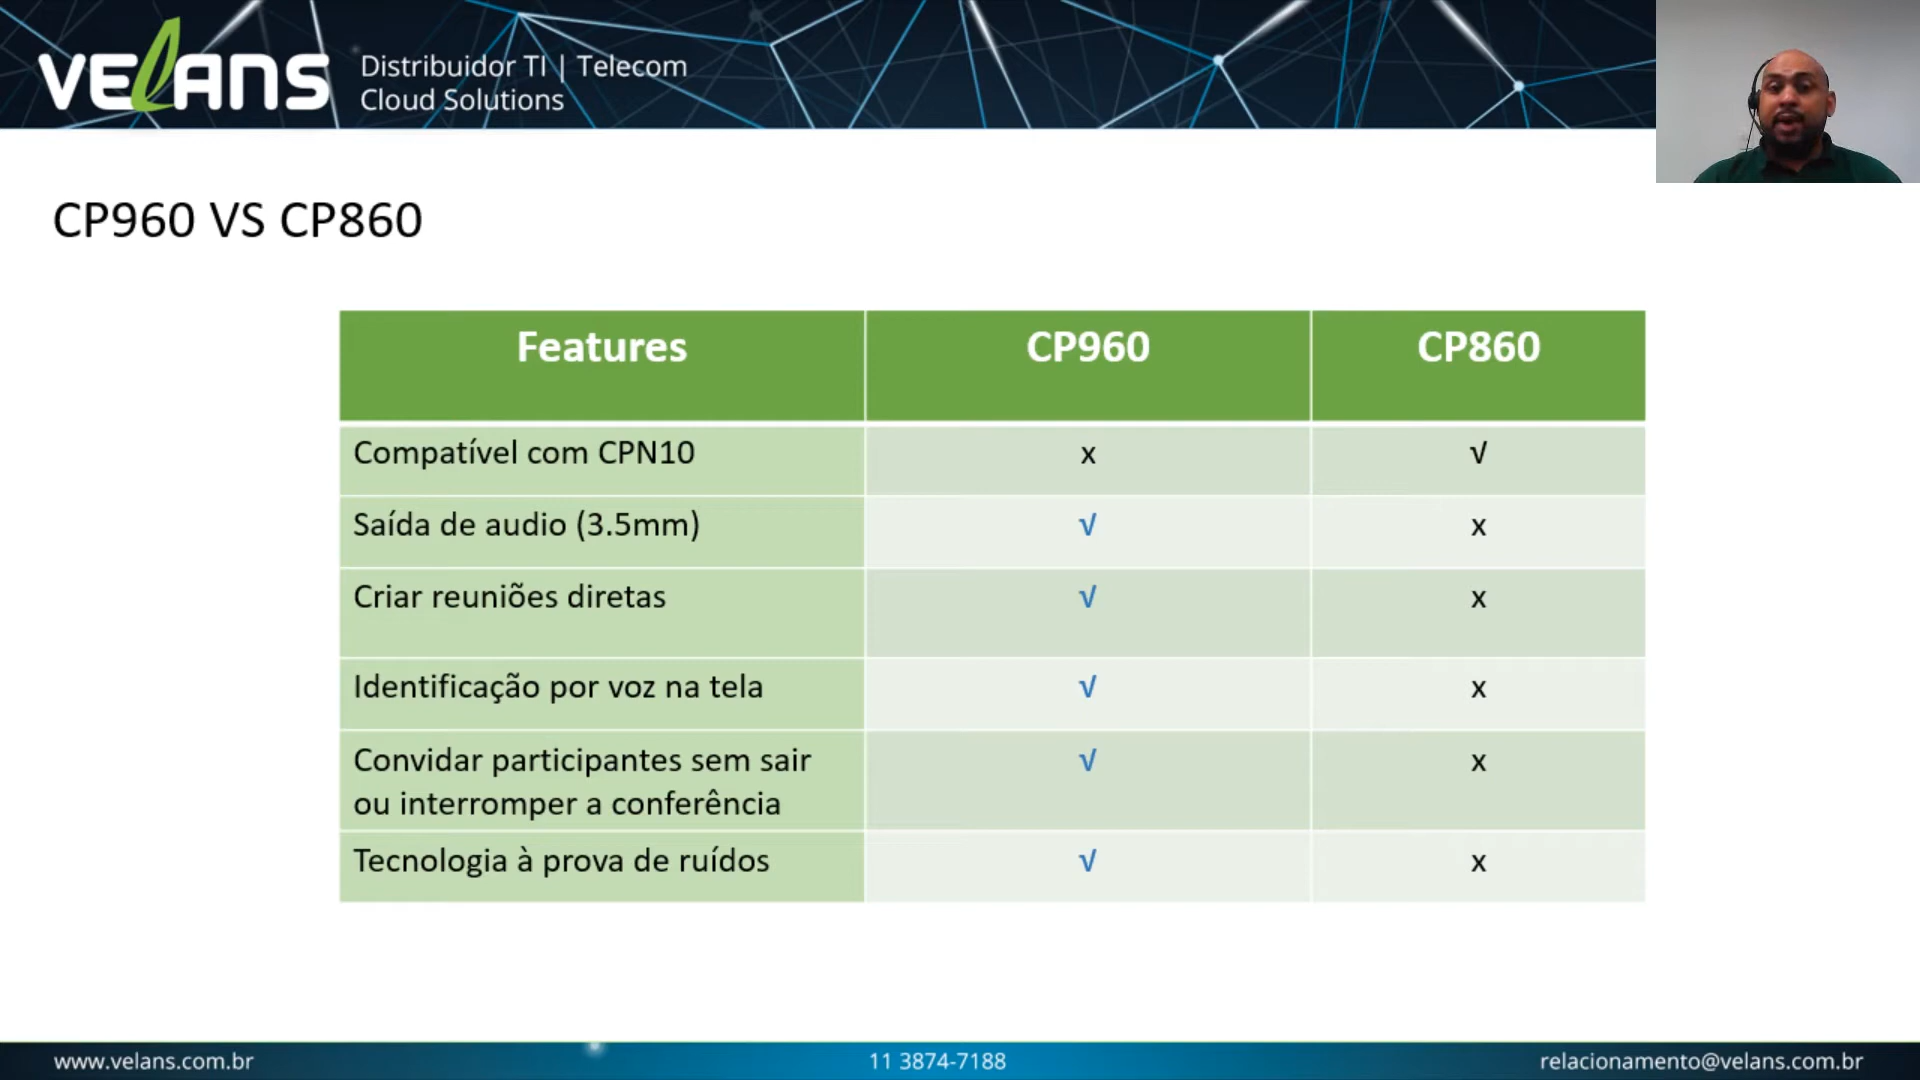 VELANS
Distribuidor TI | Telecom
Cloud Solutions
CP960 VS CP860
Features CP960 CP860
Compatível com CPN10 x √
Saída de audio (3.5mm) √ x
Criar reuniões diretas √ x
Identificação por voz na tela √ x
Convidar participantes sem sair √ x
ou interromper a conferência
Tecnologia à prova de ruídos √ x
www.velans.com.br 11 3874-7188 relacionamento@velans.com.br